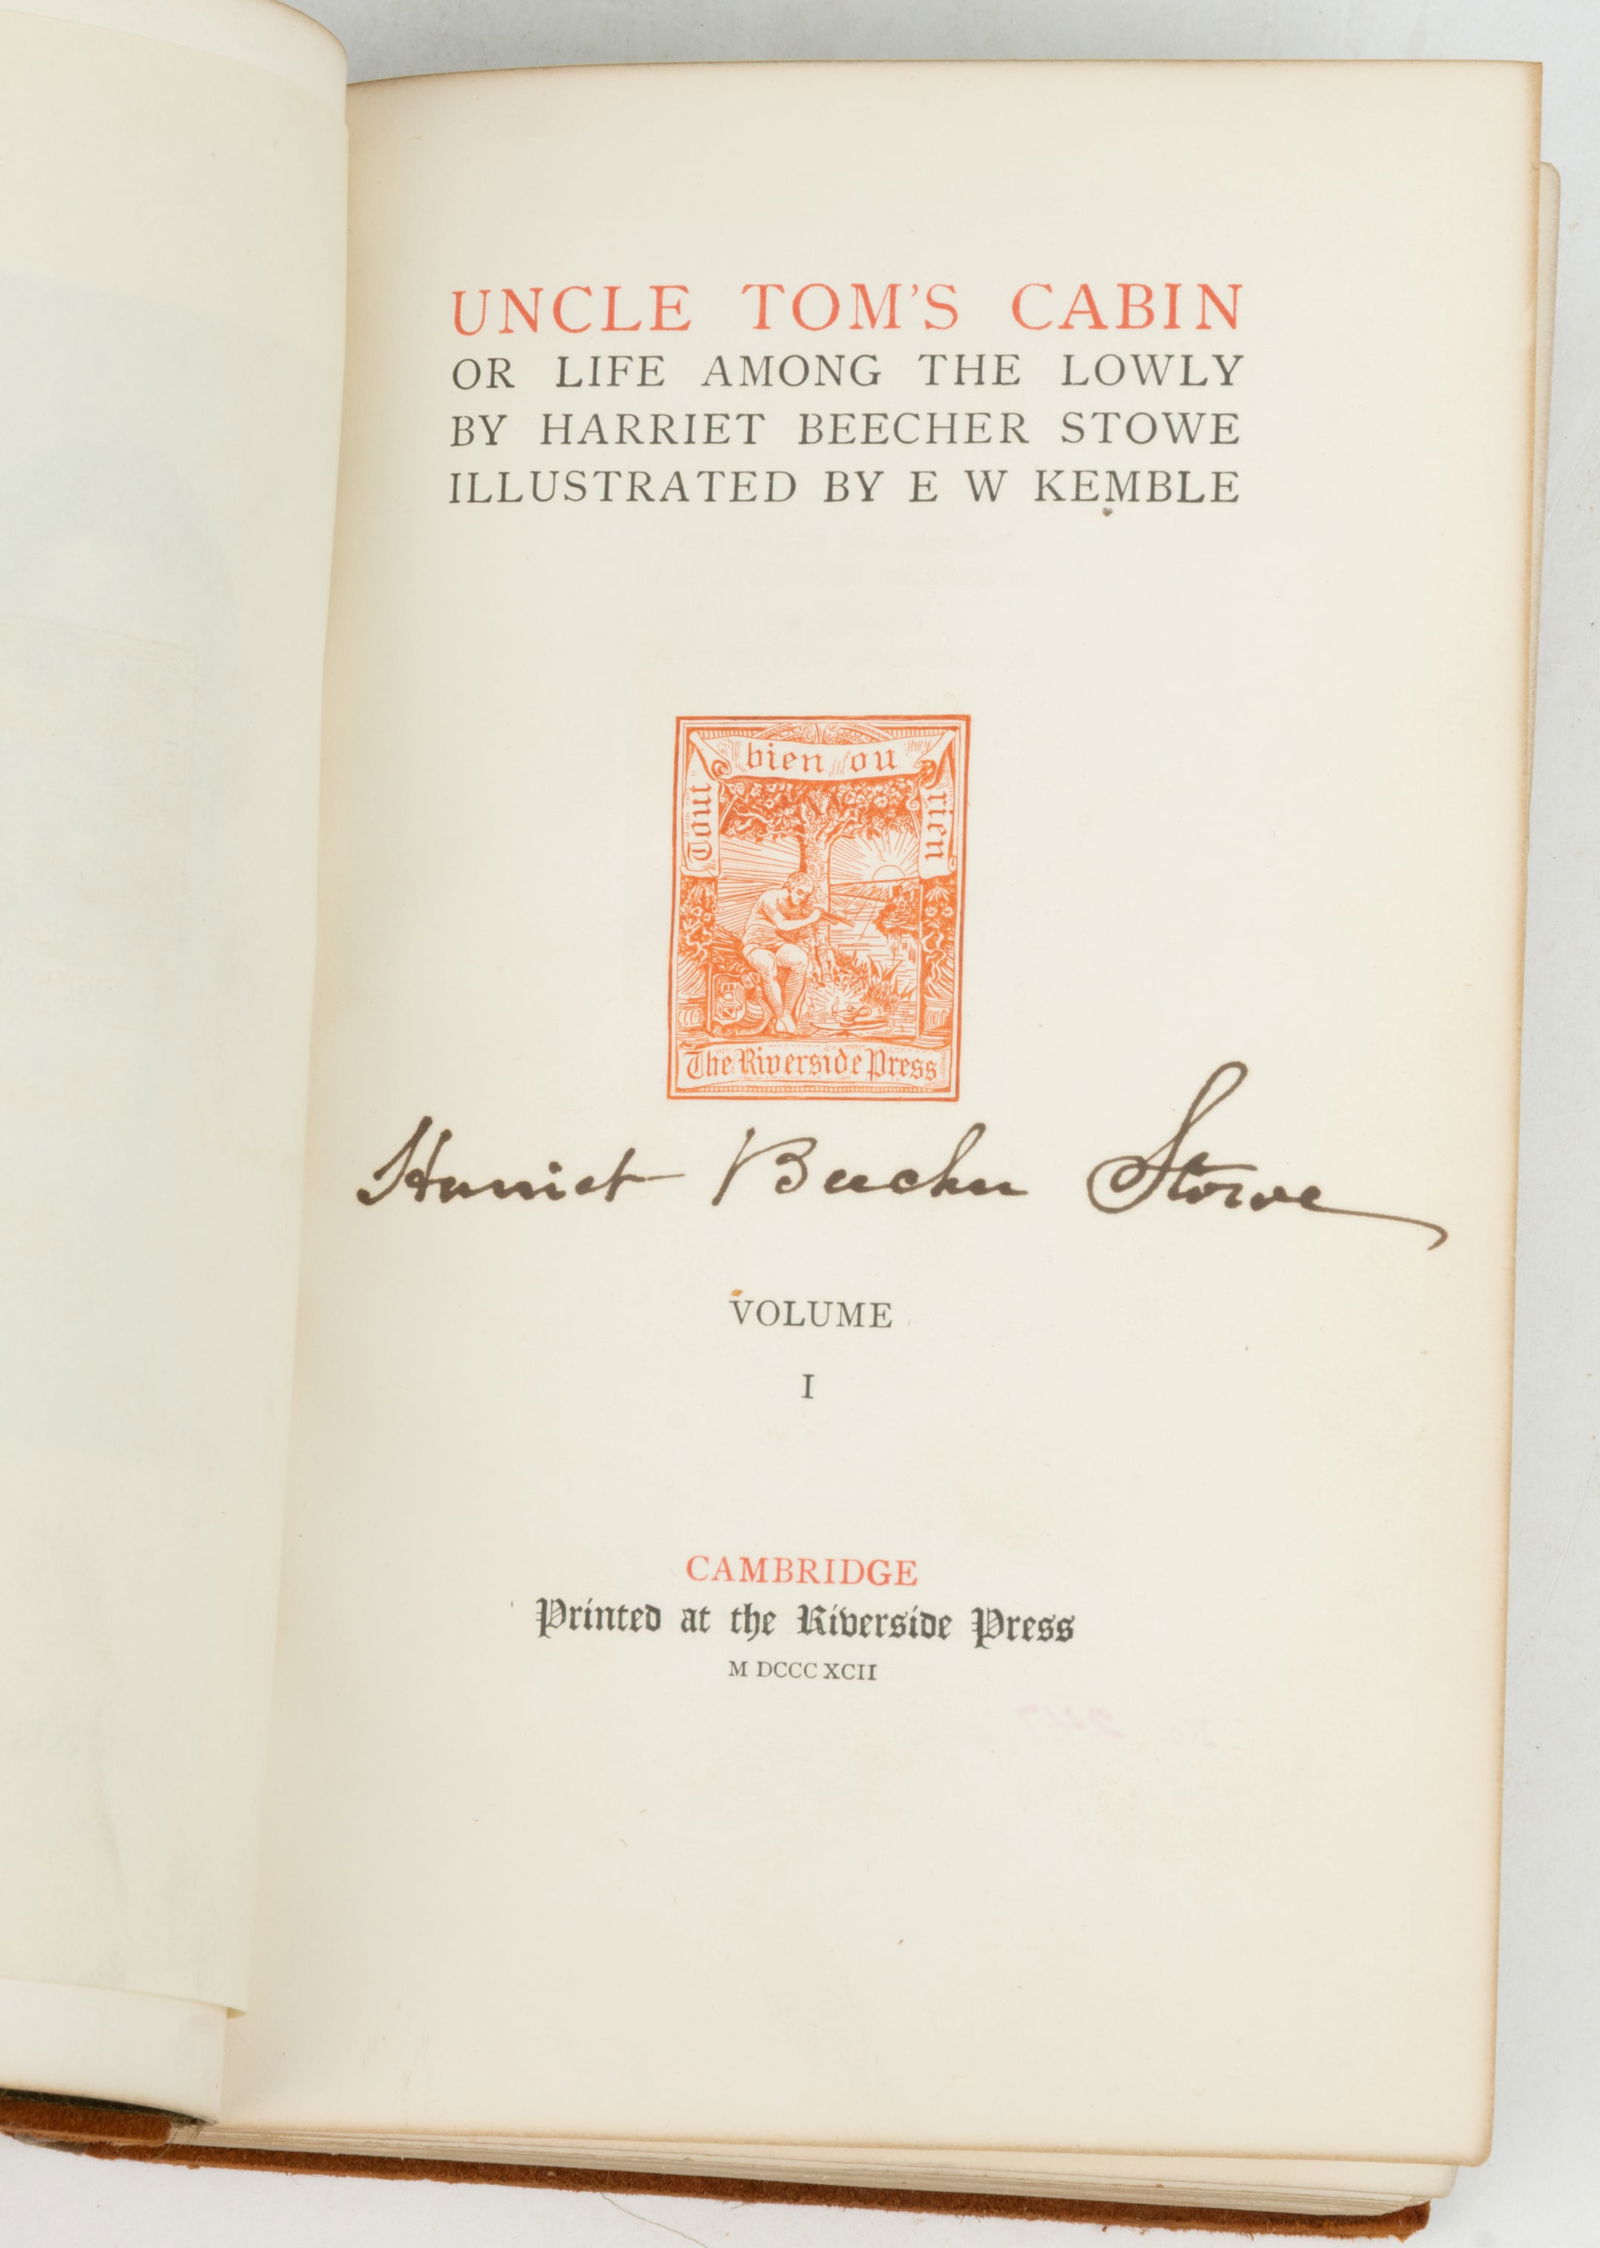 UNCLE TOM'S CABIN
OR LIFE AMONG THE LOWLY
BY HARRIET BEECHER STOWE
ILLUSTRATED BY E W KEMBLE
Tout bien ou rien
The Riverside Press
Harriet Beecher Stowe
VOLUME
I
CAMBRIDGE
Printed at the Riverside Press
M DCCC XCII